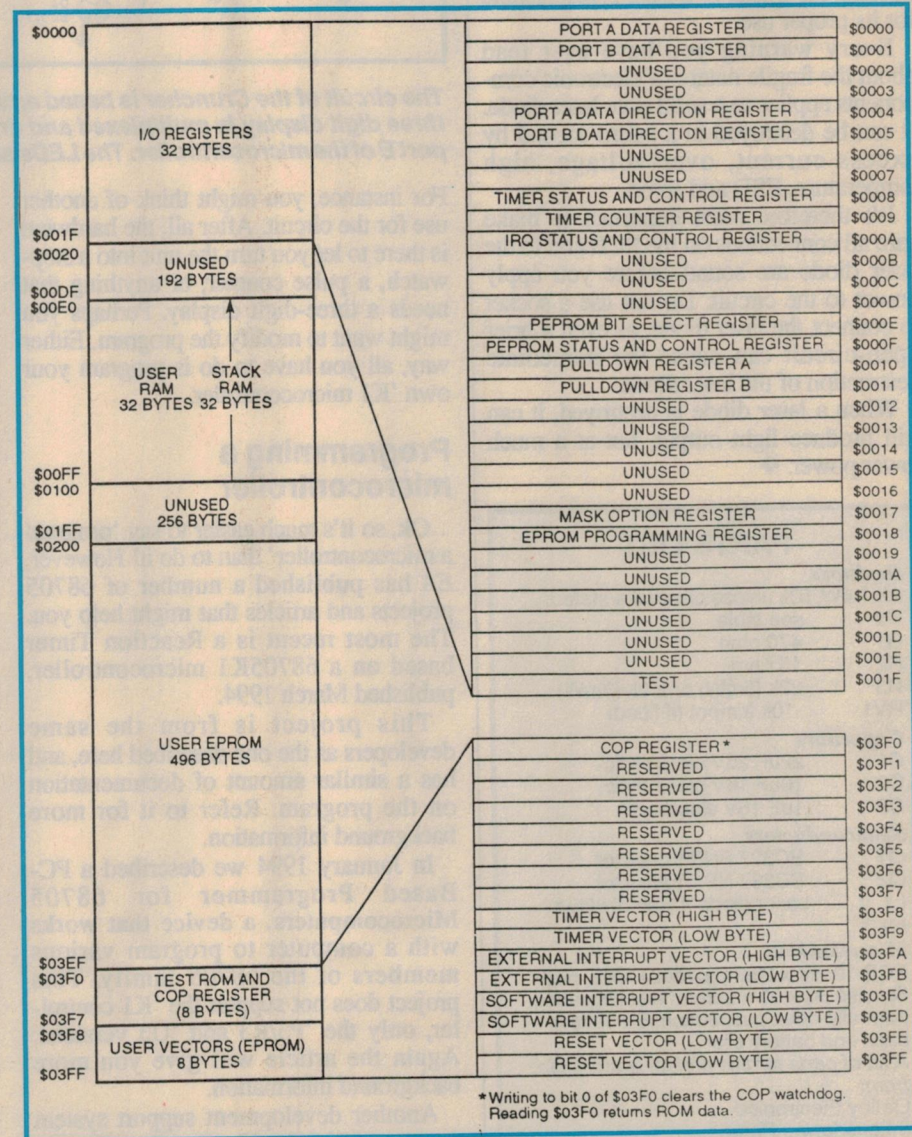 $0000
I/O REGISTERS
32 BYTES
$001F
$0020
UNUSED
192 BYTES
$00DF
$00E0
USER RAM 32 BYTES
STACK RAM 32 BYTES
$00FF
$0100
UNUSED
256 BYTES
$01FF
$0200
USER EPROM
496 BYTES
$03EF
$03F0
TEST ROM AND
COP REGISTER
(8 BYTES)
$03F7
$03F8
USER VECTORS (EPROM)
8 BYTES
$03FF
PORT A DATA REGISTER $0000
PORT B DATA REGISTER $0001
UNUSED $0002
UNUSED $0003
PORT A DATA DIRECTION REGISTER $0004
PORT B DATA DIRECTION REGISTER $0005
UNUSED $0006
UNUSED $0007
TIMER STATUS AND CONTROL REGISTER $0008
TIMER COUNTER REGISTER $0009
IRQ STATUS AND CONTROL REGISTER $000A
UNUSED $000B
UNUSED $000C
UNUSED $000D
PEPROM BIT SELECT REGISTER $000E
PEPROM STATUS AND CONTROL REGISTER $000F
PULLDOWN REGISTER A $0010
PULLDOWN REGISTER B $0011
UNUSED $0012
UNUSED $0013
UNUSED $0014
UNUSED $0015
UNUSED $0016
MASK OPTION REGISTER $0017
EPROM PROGRAMMING REGISTER $0018
UNUSED $0019
UNUSED $001A
UNUSED $001B
UNUSED $001C
UNUSED $001D
UNUSED $001E
TEST $001F
COP REGISTER * $03F0
RESERVED $03F1
RESERVED $03F2
RESERVED $03F3
RESERVED $03F4
RESERVED $03F5
RESERVED $03F6
RESERVED $03F7
TIMER VECTOR (HIGH BYTE) $03F8
TIMER VECTOR (LOW BYTE) $03F9
EXTERNAL INTERRUPT VECTOR (HIGH BYTE) $03FA
EXTERNAL INTERRUPT VECTOR (LOW BYTE) $03FB
SOFTWARE INTERRUPT VECTOR (HIGH BYTE) $03FC
SOFTWARE INTERRUPT VECTOR (LOW BYTE) $03FD
RESET VECTOR (LOW BYTE) $03FE
RESET VECTOR (LOW BYTE) $03FF
*Writing to bit 0 of $03F0 clears the COP watchdog.
Reading $03F0 returns ROM data.